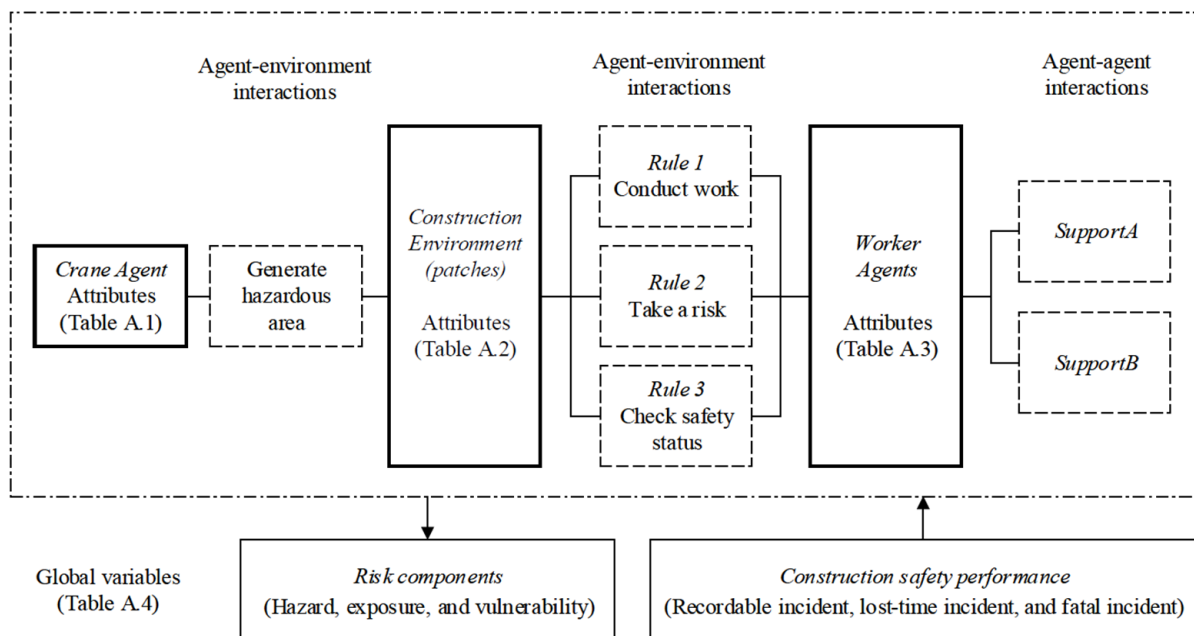 Agent-environment
interactions
Agent-environment
interactions
Agent-agent
interactions
Crane Agent
Attributes
(Table A.1)
Generate
hazardous
area
Construction
Environment
(patches)
Attributes
(Table A.2)
Rule 1
Conduct work
Rule 2
Take a risk
Rule 3
Check safety
status
Worker
Agents
Attributes
(Table A.3)
SupportA
SupportB
Global variables
(Table A.4)
Risk components
(Hazard, exposure, and vulnerability)
Construction safety performance
(Recordable incident, lost-time incident, and fatal incident)